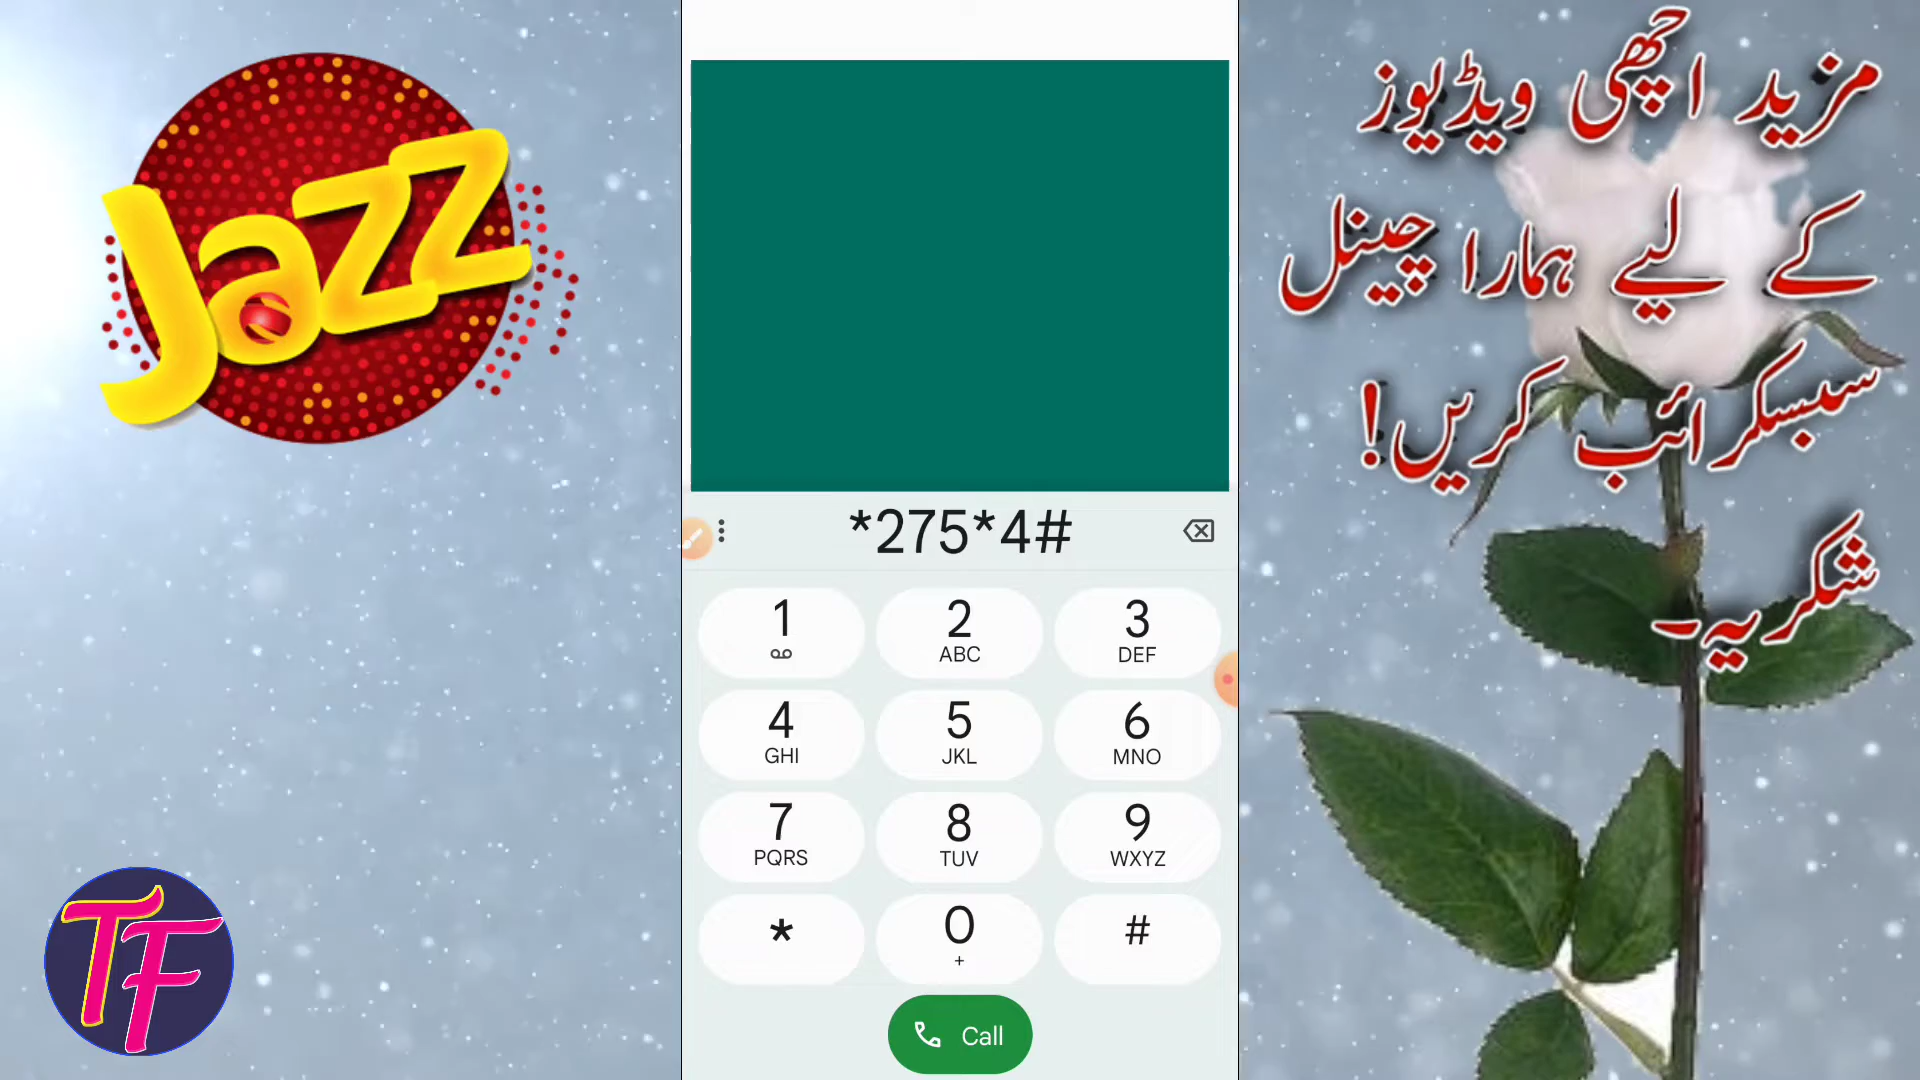 Jazz
*275*4#
1
2
ABC
3
DEF
4
GHI
5
JKL
6
MNO
7
PQRS
8
TUV
9
WXYZ
*
0
+
#
Call
TF
مزید اچھی ویڈیوز
کے لیے ہمارا چینل
سبسکرائب کریں!
شکریہ۔